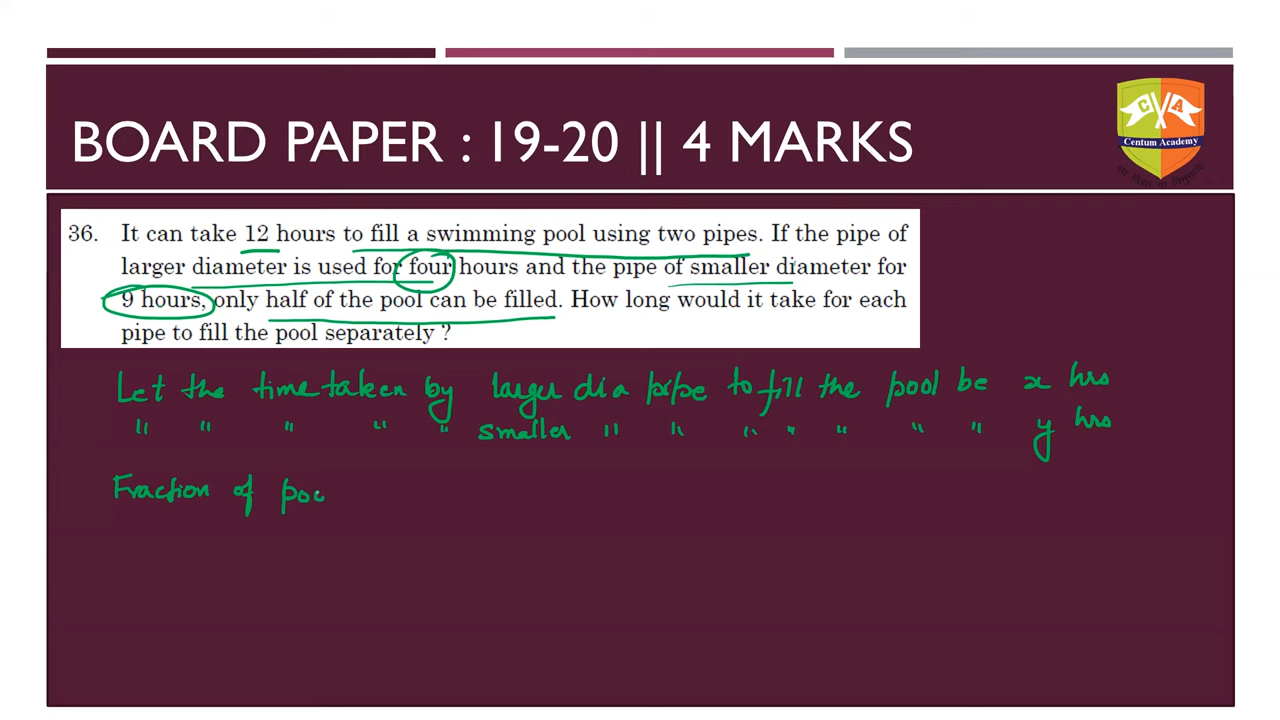 BOARD PAPER : 19-20 || 4 MARKS
C A
Centum Academy
36. It can take 12 hours to fill a swimming pool using two pipes. If the pipe of
larger diameter is used for four hours and the pipe of smaller diameter for
9 hours, only half of the pool can be filled. How long would it take for each
pipe to fill the pool separately ?
Let the time taken by larger dia pipe to fill the pool be x hrs
" " " " " smaller " " " " " " " y hrs
Fraction of poo